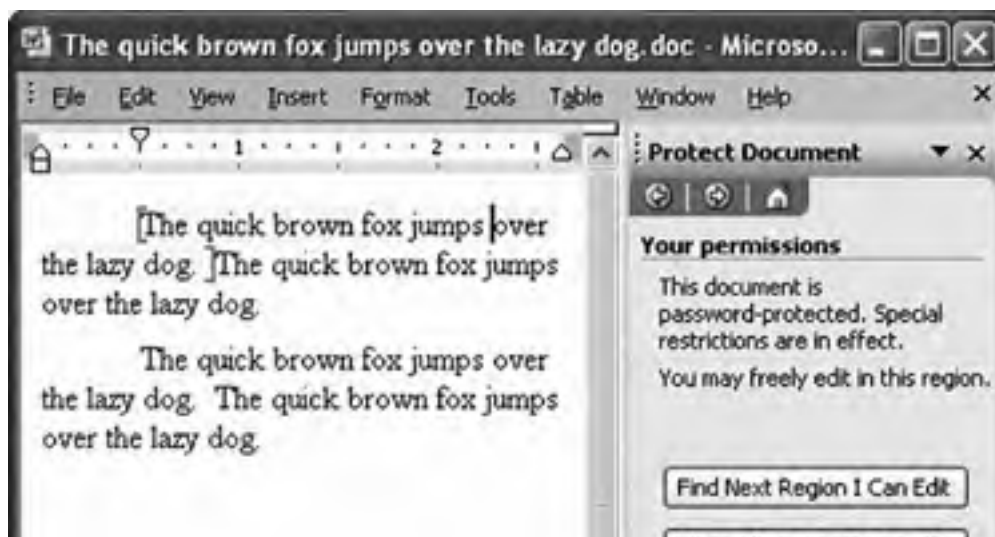 The quick brown fox jumps over the lazy dog.doc - Microso...
File Edit View Insert Format Tools Table Window Help
1 2
Protect Document
[The quick brown fox jumps over
the lazy dog. ]The quick brown fox jumps
over the lazy dog.
The quick brown fox jumps over
the lazy dog. The quick brown fox jumps
over the lazy dog.
Your permissions
This document is
password-protected. Special
restrictions are in effect.
You may freely edit in this region.
Find Next Region I Can Edit